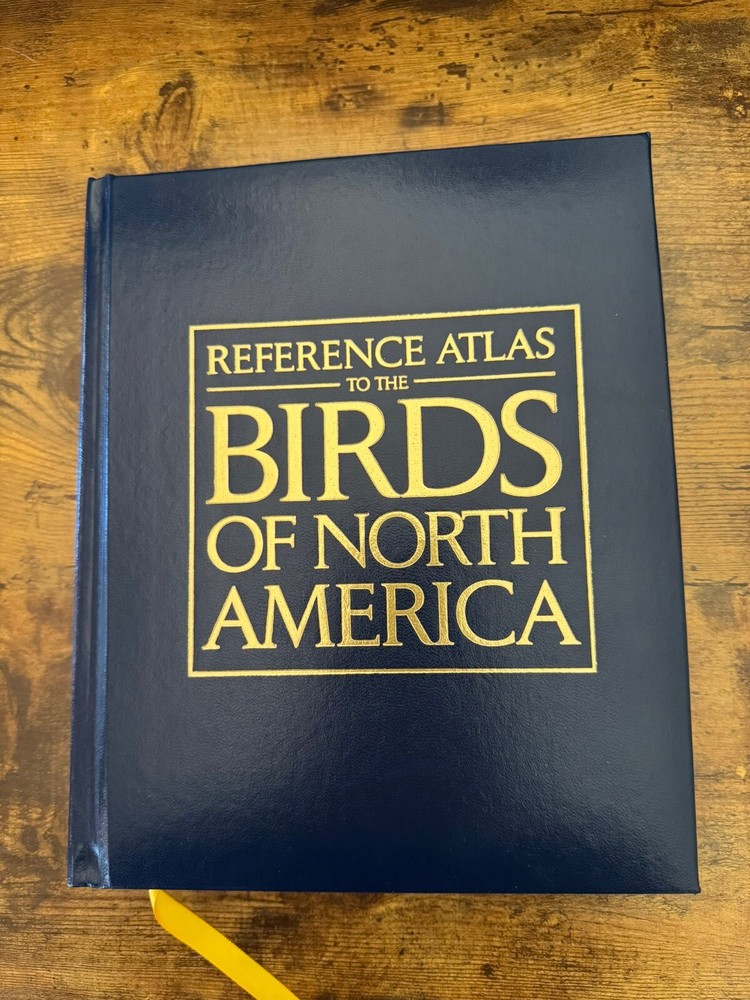 REFERENCE ATLAS
TO THE
BIRDS
OF NORTH
AMERICA